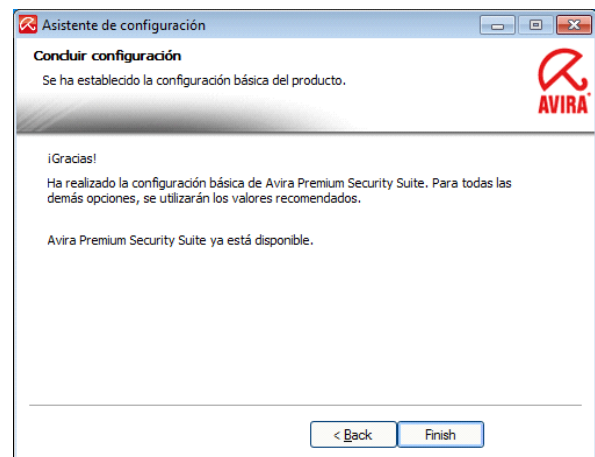 Asistente de configuración
Concluir configuración
Se ha establecido la configuración básica del producto.
AVIRA
¡Gracias!
Ha realizado la configuración básica de Avira Premium Security Suite. Para todas las
demás opciones, se utilizarán los valores recomendados.
Avira Premium Security Suite ya está disponible.
< Back Finish